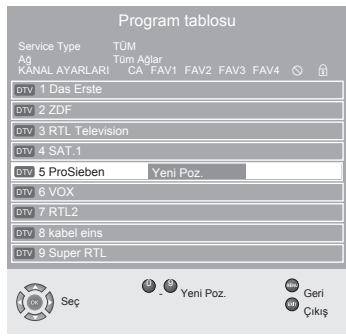 Program tablosu
Service Type TÜM
Ağ Tüm Ağlar
KANAL AYARLARI CA FAV1 FAV2 FAV3 FAV4
DTV 1 Das Erste
DTV 2 ZDF
DTV 3 RTL Television
DTV 4 SAT.1
DTV 5 ProSieben Yeni Poz.
DTV 6 VOX
DTV 7 RTL2
DTV 8 kabel eins
DTV 9 Super RTL
OK Seç 0 - 9 Yeni Poz. MENU Geri
EXIT Çıkış